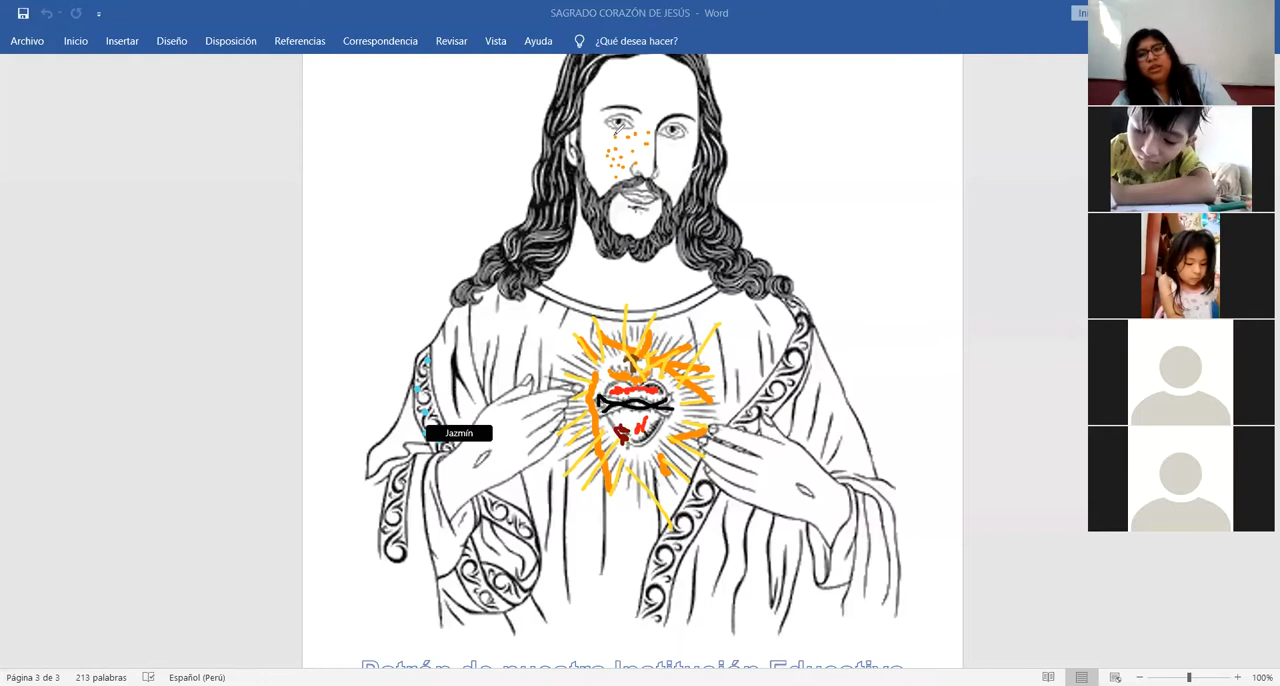 SAGRADO CORAZÓN DE JESÚS - Word
Archivo Inicio Insertar Diseño Disposición Referencias Correspondencia Revisar Vista Ayuda ¿Qué desea hacer?
Jazmín
Patrón de nuestra Institución Educativa
Página 3 de 3 213 palabras Español (Perú) 100%